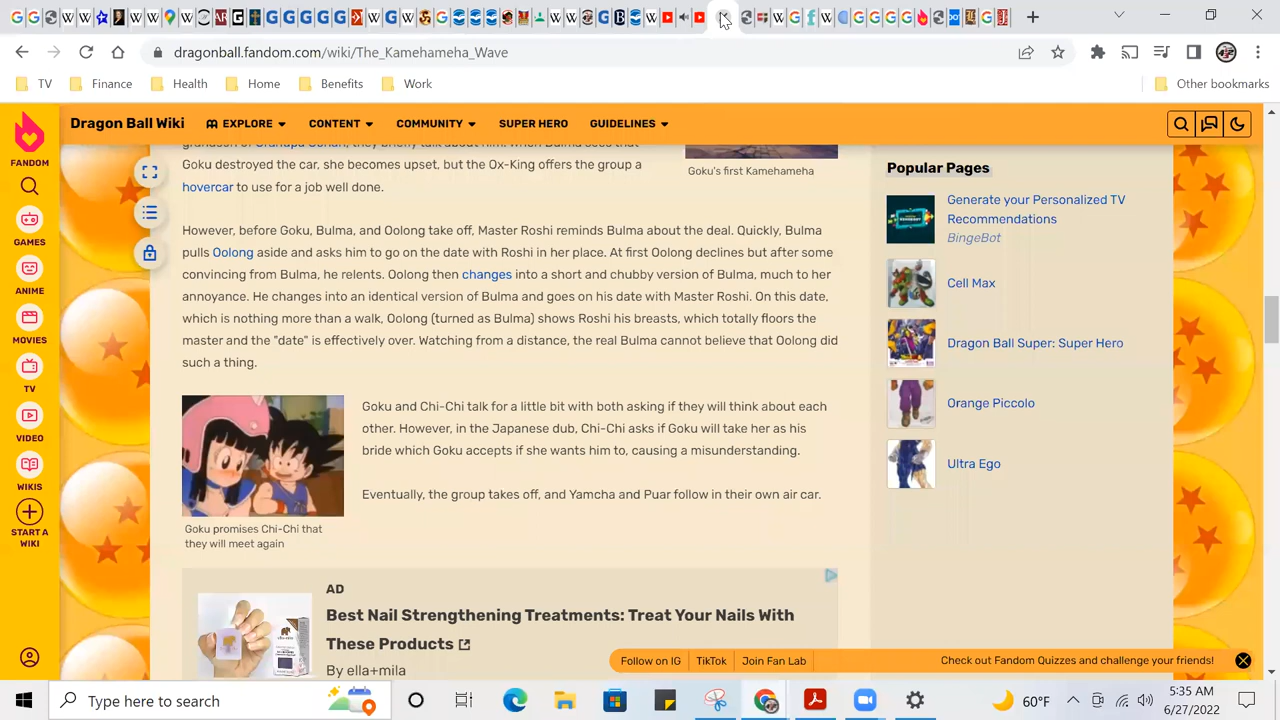 dragonball.fandom.com/wiki/The_Kamehameha_Wave
TV
Finance
Health
Home
Benefits
Work
Other bookmarks
Dragon Ball Wiki
EXPLORE
CONTENT
COMMUNITY
SUPER HERO
GUIDELINES
FANDOM
GAMES
ANIME
MOVIES
TV
VIDEO
WIKIS
START A
WIKI
grandson of Grandpa Gohan, they briefly talk about him. When Bulma sees that
Goku destroyed the car, she becomes upset, but the Ox-King offers the group a
hovercar to use for a job well done.
Goku's first Kamehameha
However, before Goku, Bulma, and Oolong take off, Master Roshi reminds Bulma about the deal. Quickly, Bulma
pulls Oolong aside and asks him to go on the date with Roshi in her place. At first Oolong declines but after some
convincing from Bulma, he relents. Oolong then changes into a short and chubby version of Bulma, much to her
annoyance. He changes into an identical version of Bulma and goes on his date with Master Roshi. On this date,
which is nothing more than a walk, Oolong (turned as Bulma) shows Roshi his breasts, which totally floors the
master and the "date" is effectively over. Watching from a distance, the real Bulma cannot believe that Oolong did
such a thing.
Goku and Chi-Chi talk for a little bit with both asking if they will think about each
other. However, in the Japanese dub, Chi-Chi asks if Goku will take her as his
bride which Goku accepts if she wants him to, causing a misunderstanding.
Eventually, the group takes off, and Yamcha and Puar follow in their own air car.
Goku promises Chi-Chi that
they will meet again
AD
Best Nail Strengthening Treatments: Treat Your Nails With
These Products
By ella+mila
Popular Pages
Generate your Personalized TV
Recommendations
BingeBot
Cell Max
Dragon Ball Super: Super Hero
Orange Piccolo
Ultra Ego
Follow on IG
TikTok
Join Fan Lab
Check out Fandom Quizzes and challenge your friends!
Type here to search
60°F
5:35 AM
6/27/2022